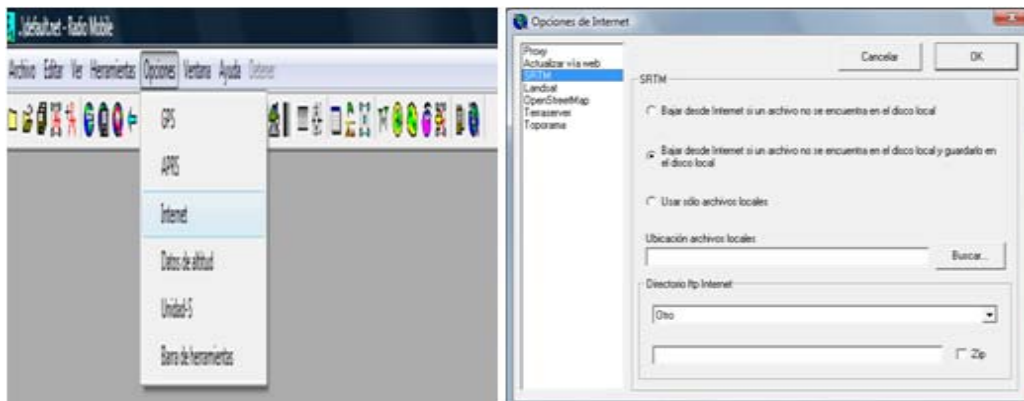 ..\default.net - Radio Mobile
Archivo Editar Ver Herramientas Opciones Ventana Ayuda Detener
GPS
APRS
Internet
Datos de altitud
Unidad-S
Barra de herramientas
Opciones de Internet
Proxy
Actualizar vía web
SRTM
Landsat
OpenStreetMap
Terraserver
Toporama
Cancelar
OK
SRTM
Bajar desde Internet si un archivo no se encuentra en el disco local
Bajar desde Internet si un archivo no se encuentra en el disco local y guardarlo en
el disco local
Usar sólo archivos locales
Ubicación archivos locales
Buscar...
Directorio ftp Internet
Otro
Zip